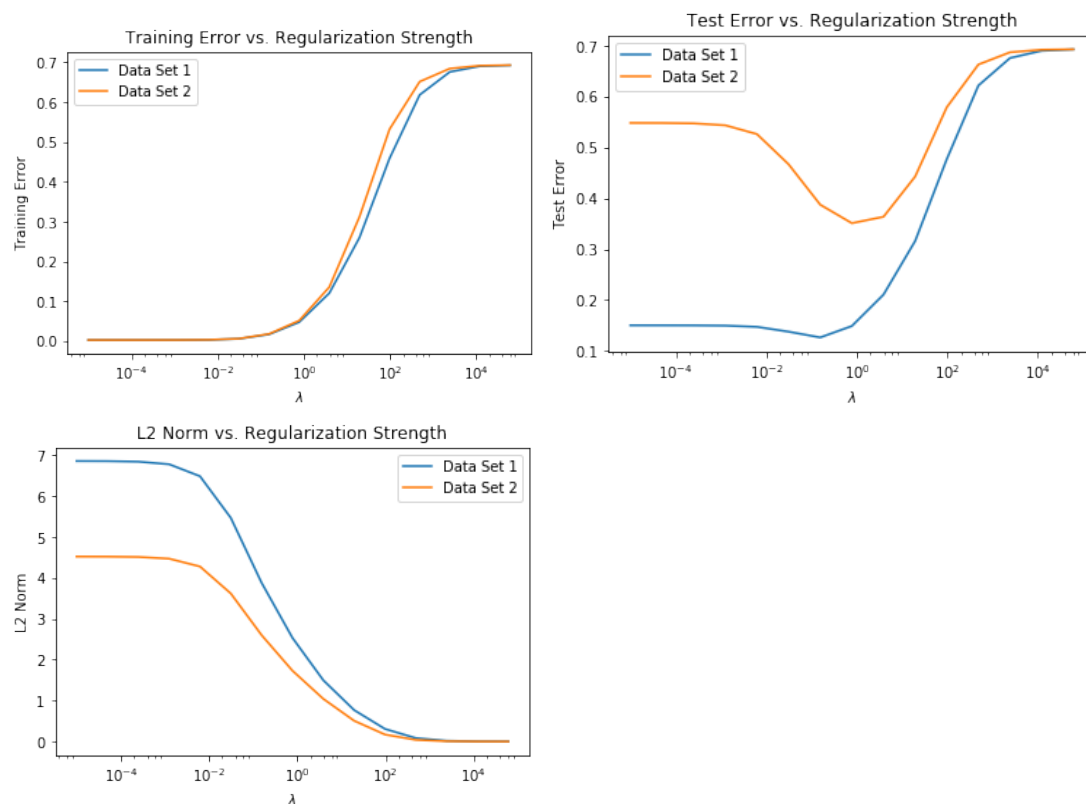 Training Error vs. Regularization Strength
0.7
0.6
0.5
0.4
0.3
0.2
0.1
0.0
Training Error
Data Set 1
Data Set 2
10⁻⁴
10⁻²
10⁰
10²
10⁴
λ
Test Error vs. Regularization Strength
0.7
0.6
0.5
0.4
0.3
0.2
0.1
Test Error
Data Set 1
Data Set 2
10⁻⁴
10⁻²
10⁰
10²
10⁴
λ
L2 Norm vs. Regularization Strength
7
6
5
4
3
2
1
0
L2 Norm
Data Set 1
Data Set 2
10⁻⁴
10⁻²
10⁰
10²
10⁴
λ